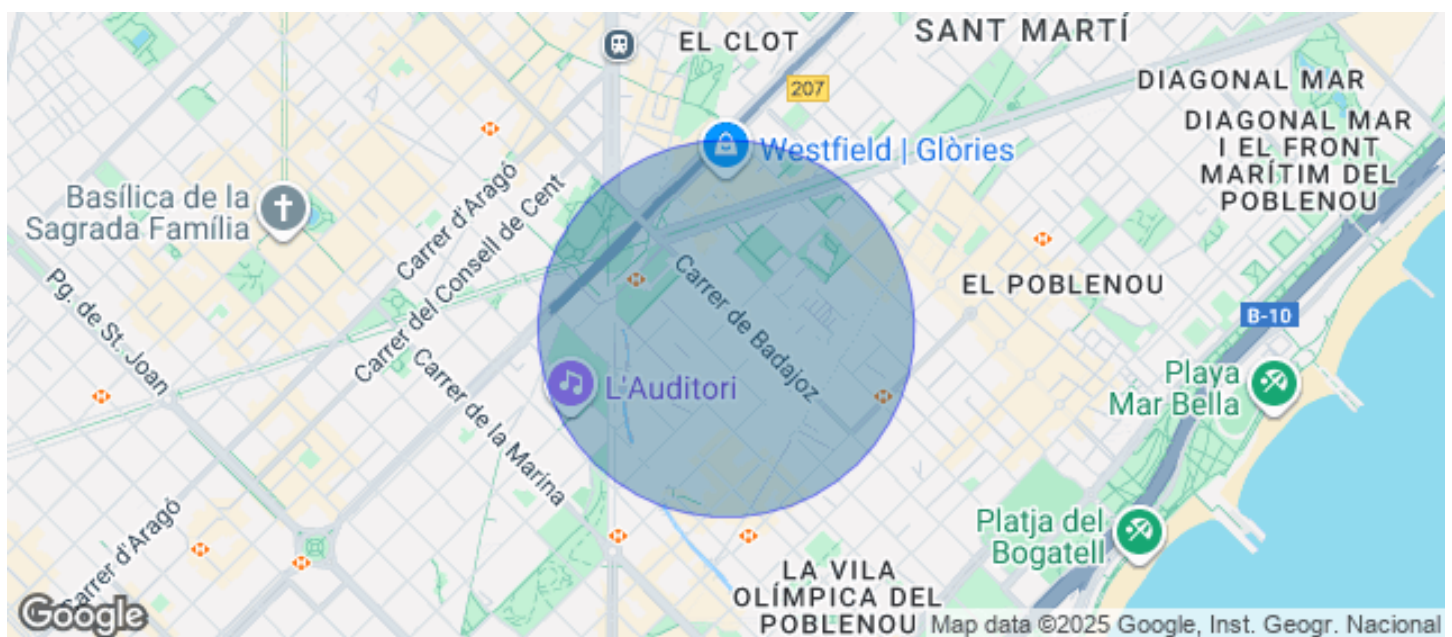 SANT MARTÍ
EL CLOT
DIAGONAL MAR
207
DIAGONAL MAR
I EL FRONT
MARÍTIM DEL
POBLENOU
Westfield | Glòries
Basílica de la
Sagrada Família
Carrer d'Aragó
Carrer del Consell de Cent
Pg. de St. Joan
Carrer de Badajoz
EL POBLENOU
B-10
L'Auditori
Carrer de la Marina
Playa
Mar Bella
Carrer d'Aragó
Platja del
Bogatell
LA VILA
OLÍMPICA DEL
POBLENOU
Google
Map data ©2025 Google, Inst. Geogr. Nacional